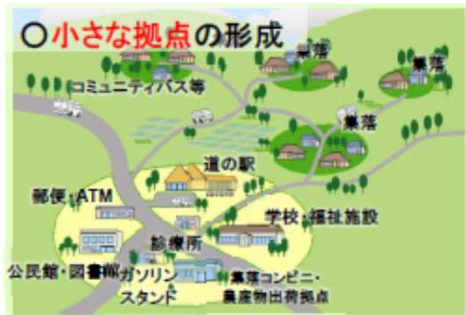 〇小さな拠点の形成
集落
集落
コミュニティバス等
集落
道の駅
郵便・ATM
学校・福祉施設
診療所
公民館・図書館
ガソリン
スタンド
集落コンビニ・
農産物出荷拠点